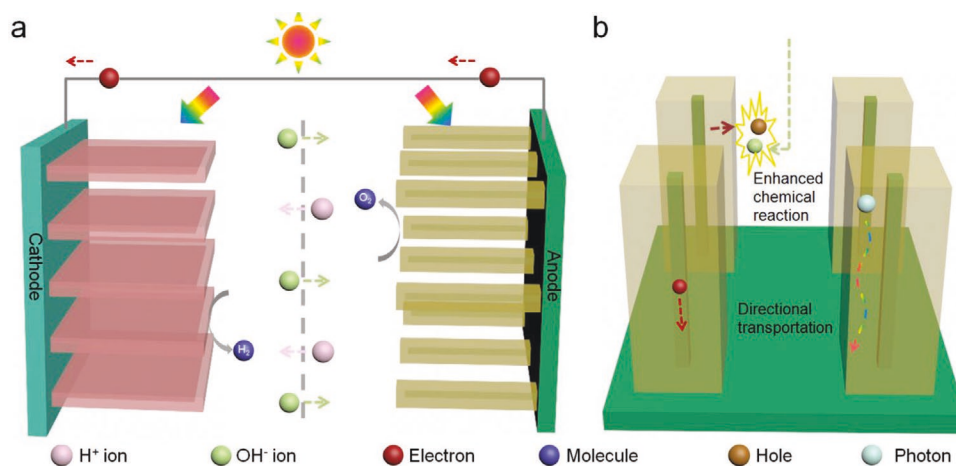 a
b
Cathode
Anode
O₂
H₂
Enhanced
chemical
reaction
Directional
transportation
H⁺ ion
OH⁻ ion
Electron
Molecule
Hole
Photon